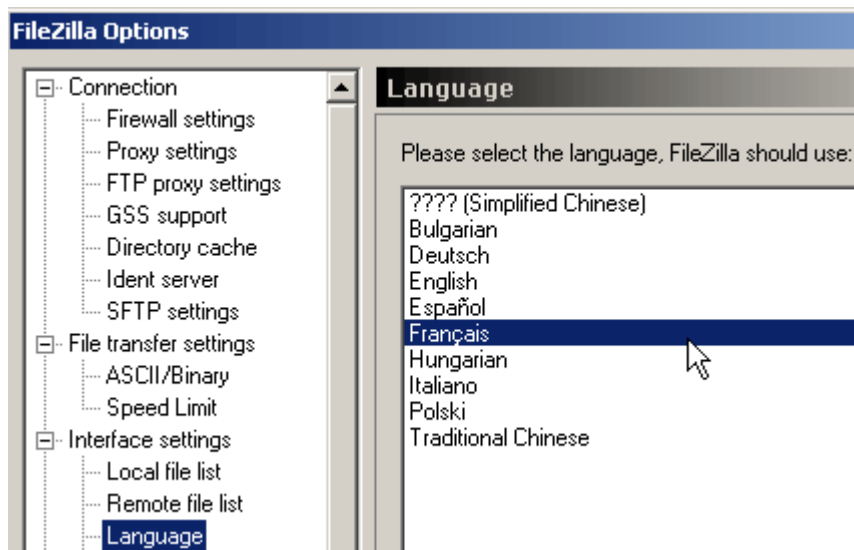 FileZilla Options
Connection
Firewall settings
Proxy settings
FTP proxy settings
GSS support
Directory cache
Ident server
SFTP settings
File transfer settings
ASCII/Binary
Speed Limit
Interface settings
Local file list
Remote file list
Language
Language
Please select the language, FileZilla should use:
???? (Simplified Chinese)
Bulgarian
Deutsch
English
Español
Français
Hungarian
Italiano
Polski
Traditional Chinese